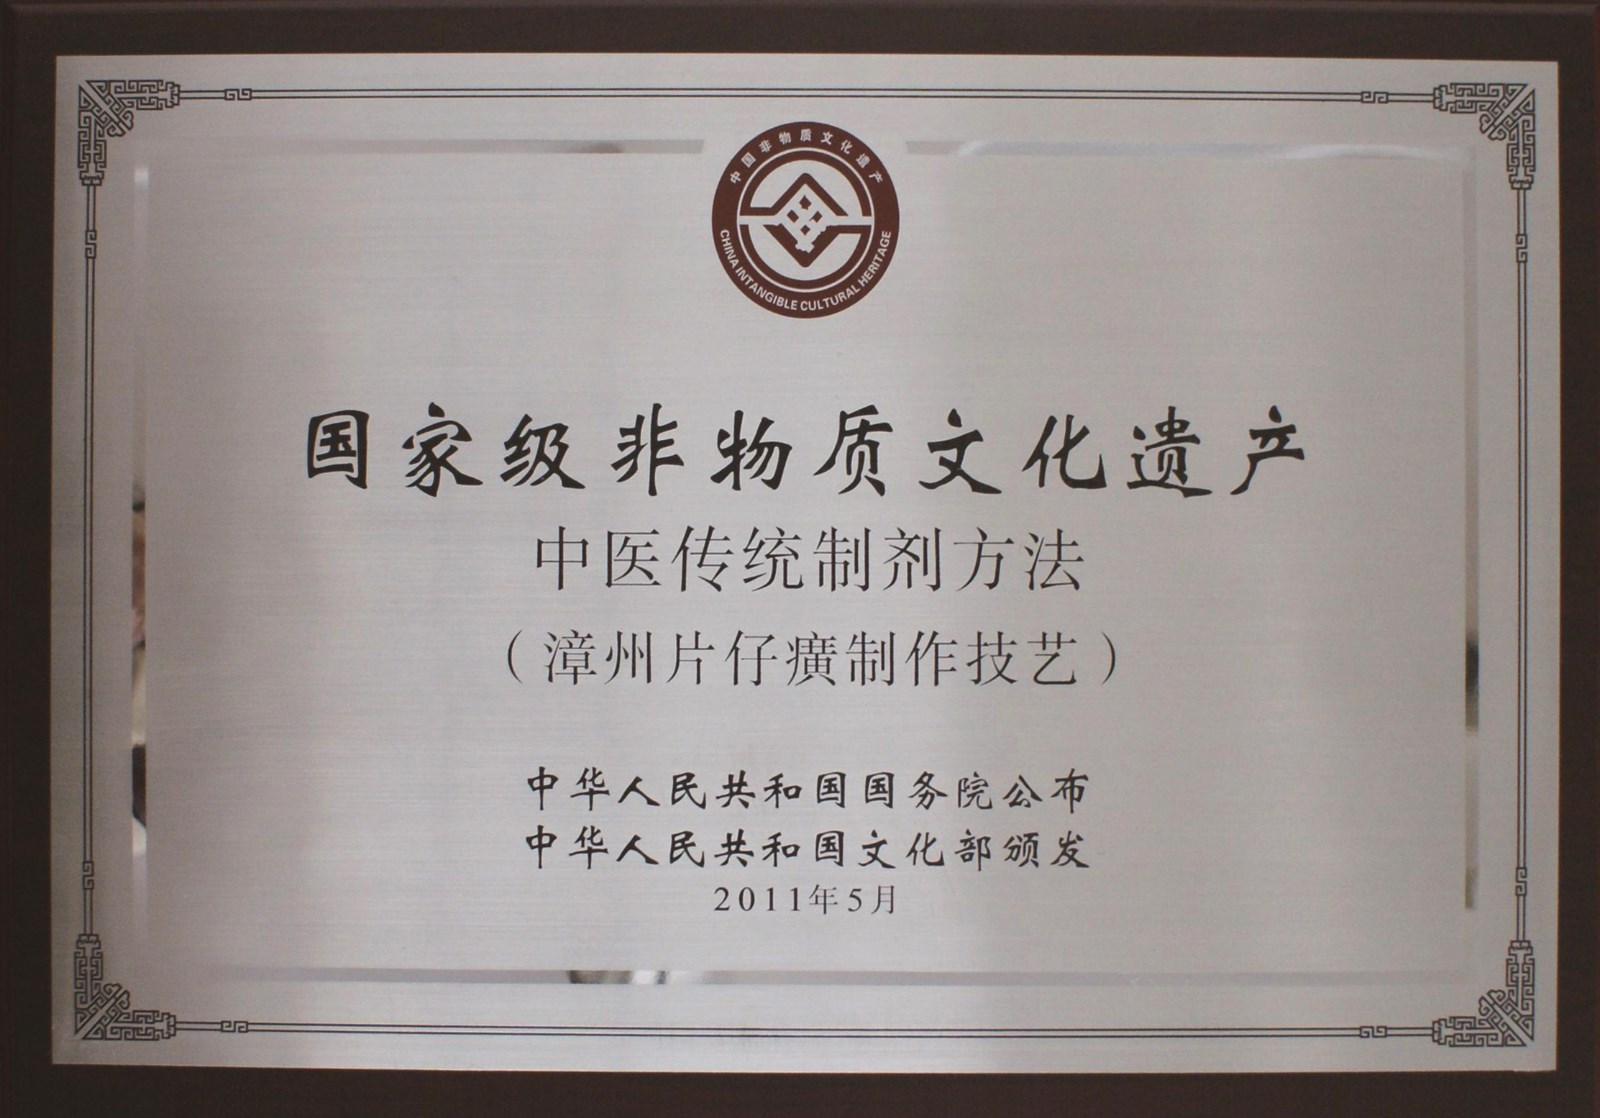 中国非物质文化遗产
CHINA INTANGIBLE CULTURAL HERITAGE
国家级非物质文化遗产
中医传统制剂方法
（漳州片仔癀制作技艺）
中华人民共和国国务院公布
中华人民共和国文化部颁发
2011年5月